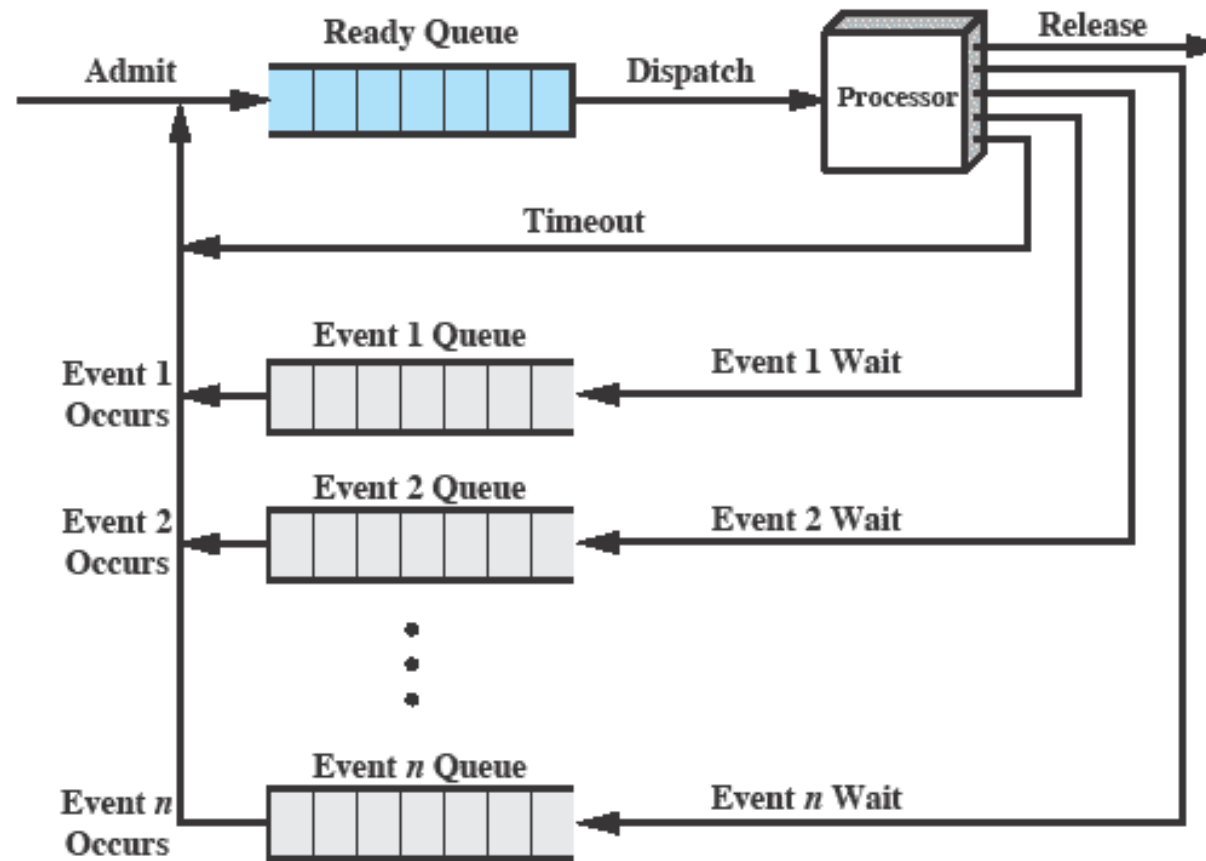 Ready Queue
Release
Admit
Dispatch
Processor
Timeout
Event 1 Queue
Event 1
Occurs
Event 1 Wait
Event 2 Queue
Event 2
Occurs
Event 2 Wait
Event n Queue
Event n
Occurs
Event n Wait